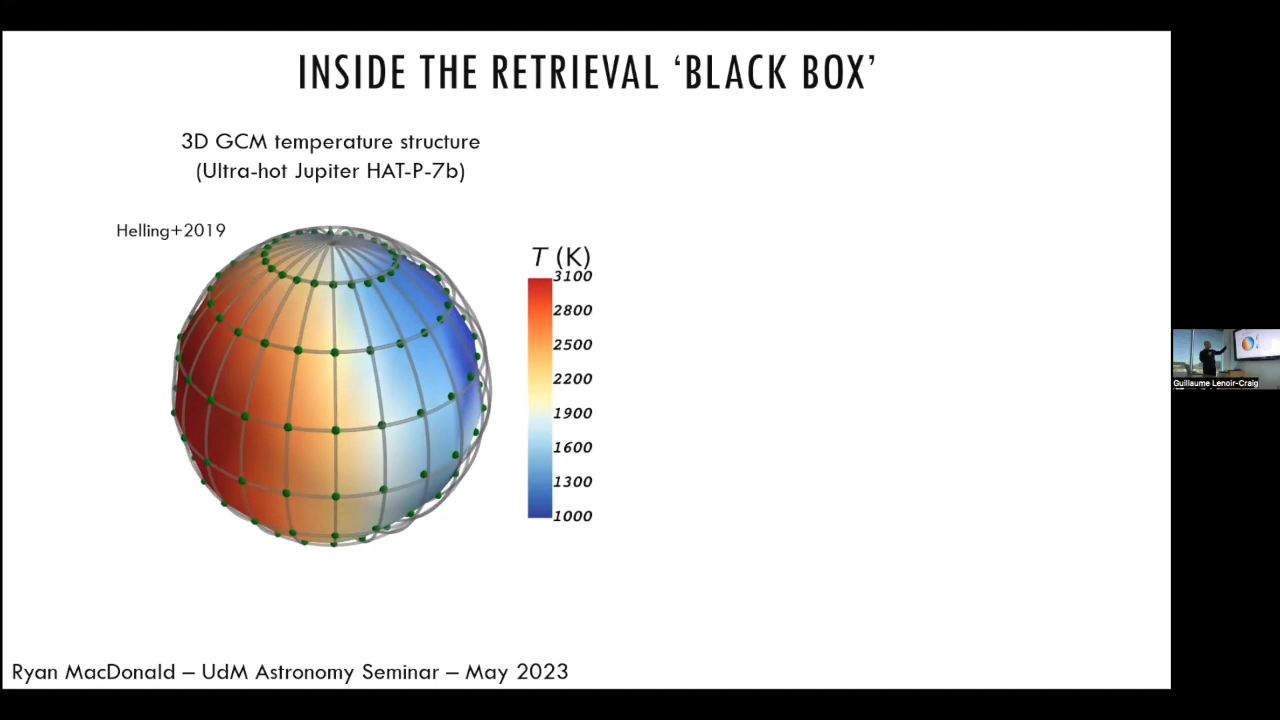 INSIDE THE RETRIEVAL ‘BLACK BOX’
3D GCM temperature structure
(Ultra-hot Jupiter HAT-P-7b)
Helling+2019
T (K)
3100
2800
2500
2200
1900
1600
1300
1000
Guillaume Lenoir-Craig
Ryan MacDonald – UdM Astronomy Seminar – May 2023